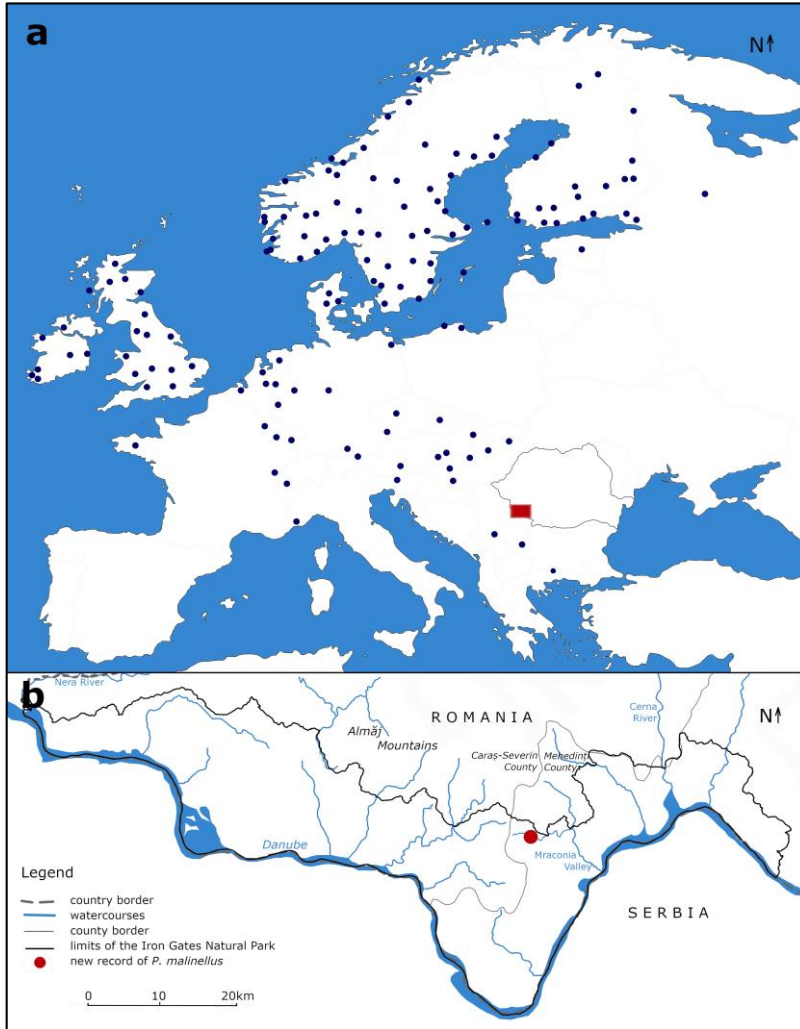 a
N↑
b
Nera River
Almăj
Mountains
ROMANIA
Cerna
River
N↑
Caraș-Severin
County
Mehedinți
County
Danube
Mraconia
Valley
SERBIA
Legend
country border
watercourses
county border
limits of the Iron Gates Natural Park
new record of P. malinellus
0 10 20km